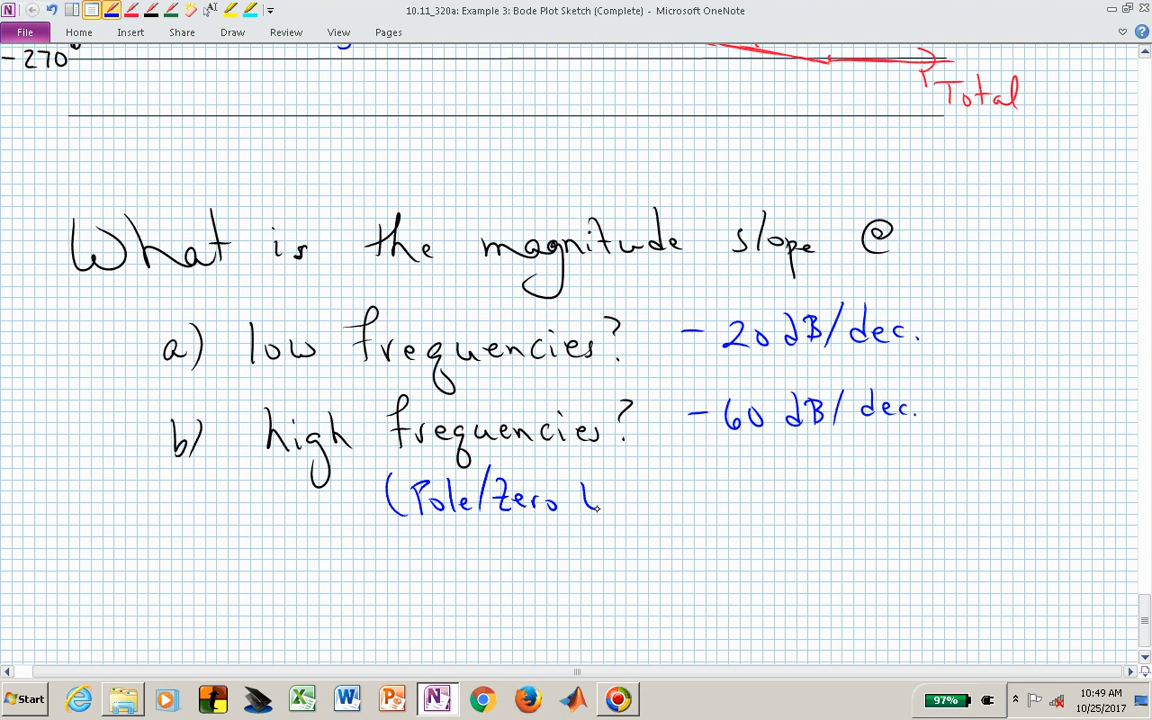 10.11_320a: Example 3: Bode Plot Sketch (Complete) - Microsoft OneNote
File Home Insert Share Draw Review View Pages
-270°
Total
What is the magnitude slope @
a) low frequencies? -20 dB/dec.
b) high frequencies? -60 dB/dec.
(Pole/Zero
Start
97%
10:49 AM
10/25/2017